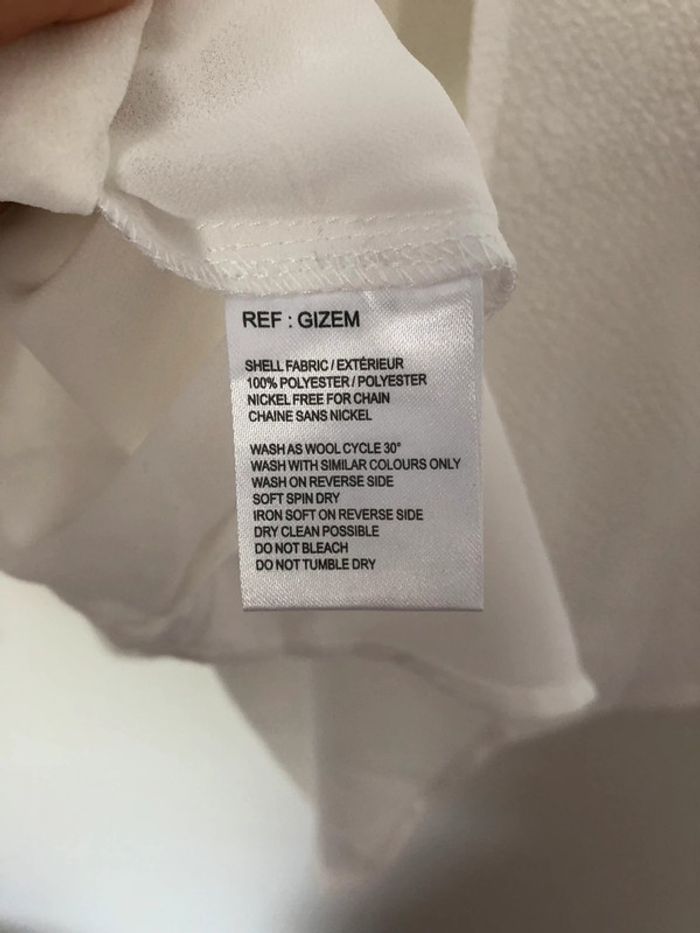 REF : GIZEM
SHELL FABRIC / EXTÉRIEUR
100% POLYESTER / POLYESTER
NICKEL FREE FOR CHAIN
CHAINE SANS NICKEL
WASH AS WOOL CYCLE 30°
WASH WITH SIMILAR COLOURS ONLY
WASH ON REVERSE SIDE
SOFT SPIN DRY
IRON SOFT ON REVERSE SIDE
DRY CLEAN POSSIBLE
DO NOT BLEACH
DO NOT TUMBLE DRY